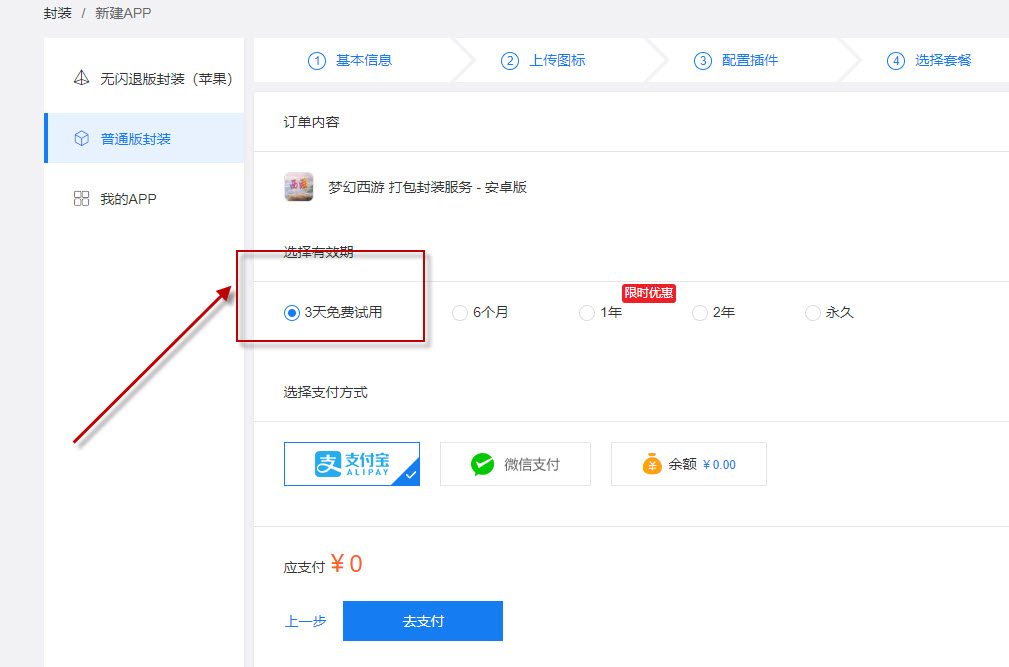 封装 / 新建APP
无闪退版封装（苹果）
普通版封装
我的APP
1 基本信息
2 上传图标
3 配置插件
4 选择套餐
订单内容
梦幻西游 打包封装服务 - 安卓版
选择有效期
限时优惠
3天免费试用
6个月
1年
2年
永久
选择支付方式
支 支付宝
ALIPAY
微信支付
余额 ¥0.00
应支付 ¥0
上一步
去支付